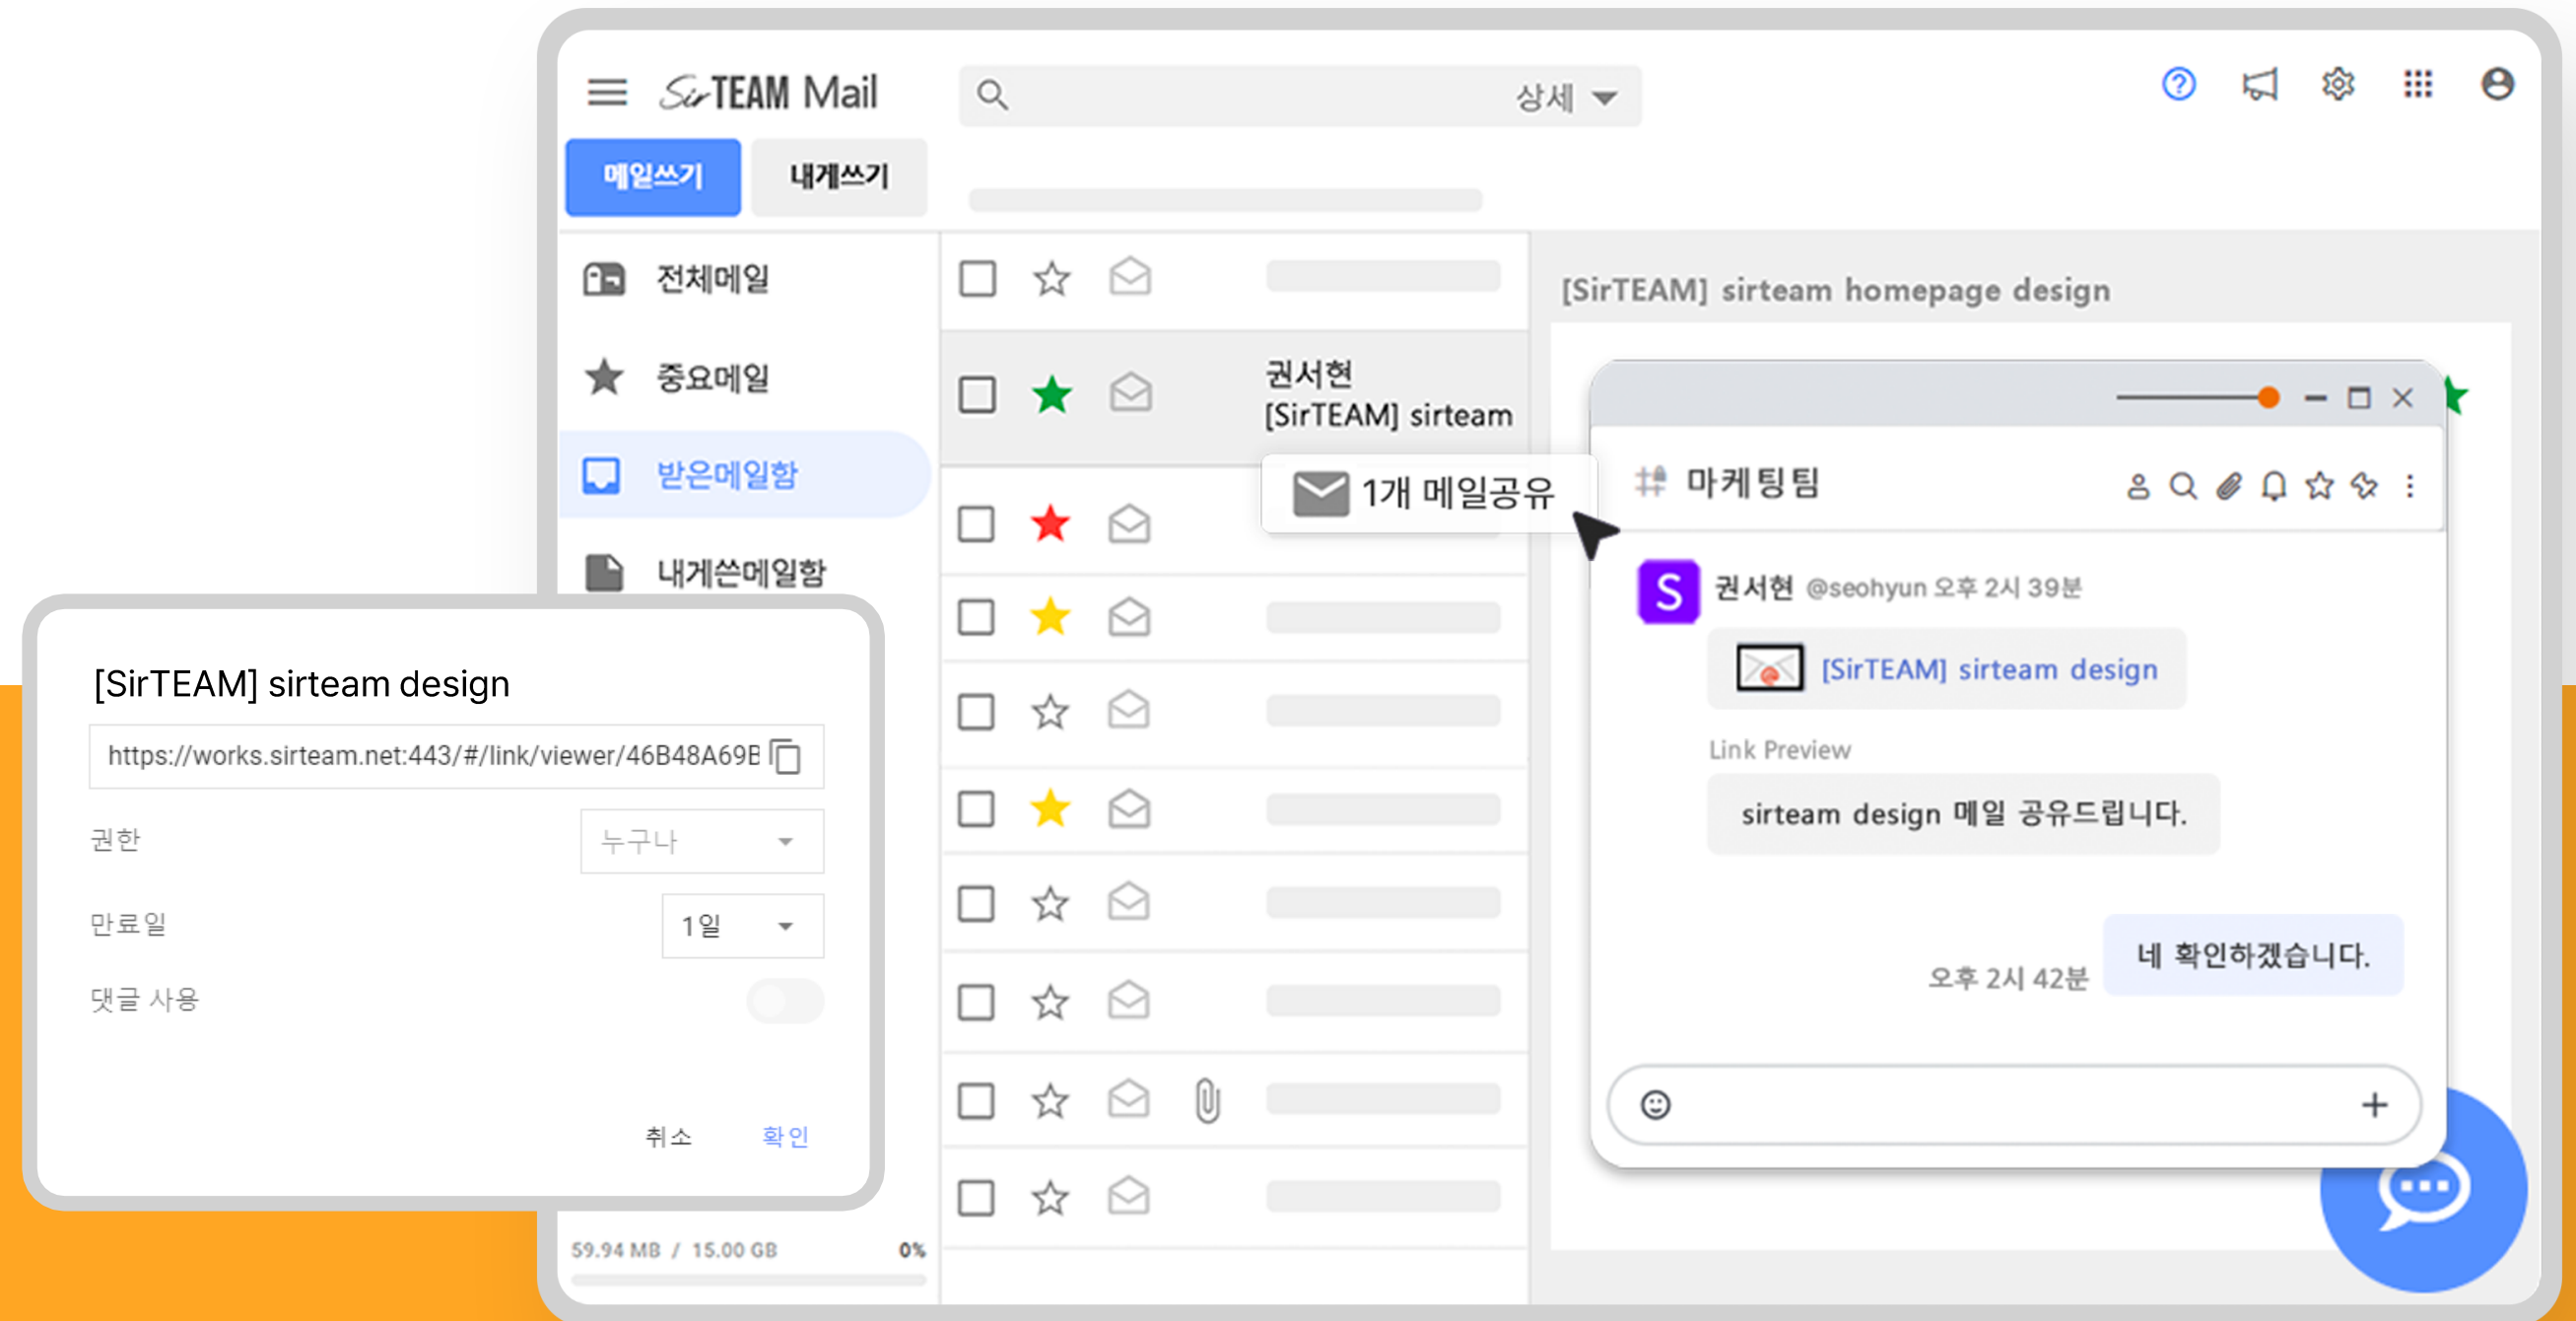 SirTEAM Mail
상세
메일쓰기
내게쓰기
전체메일
중요메일
받은메일함
내게쓴메일함
59.94 MB / 15.00 GB
0%
권서현
[SirTEAM] sirteam
1개 메일공유
[SirTEAM] sirteam homepage design
마케팅팀
S
권서현 @seohyun 오후 2시 39분
[SirTEAM] sirteam design
Link Preview
sirteam design 메일 공유드립니다.
네 확인하겠습니다.
오후 2시 42분
[SirTEAM] sirteam design
https://works.sirteam.net:443/#/link/viewer/46B48A69B
권한
누구나
만료일
1일
댓글 사용
취소
확인